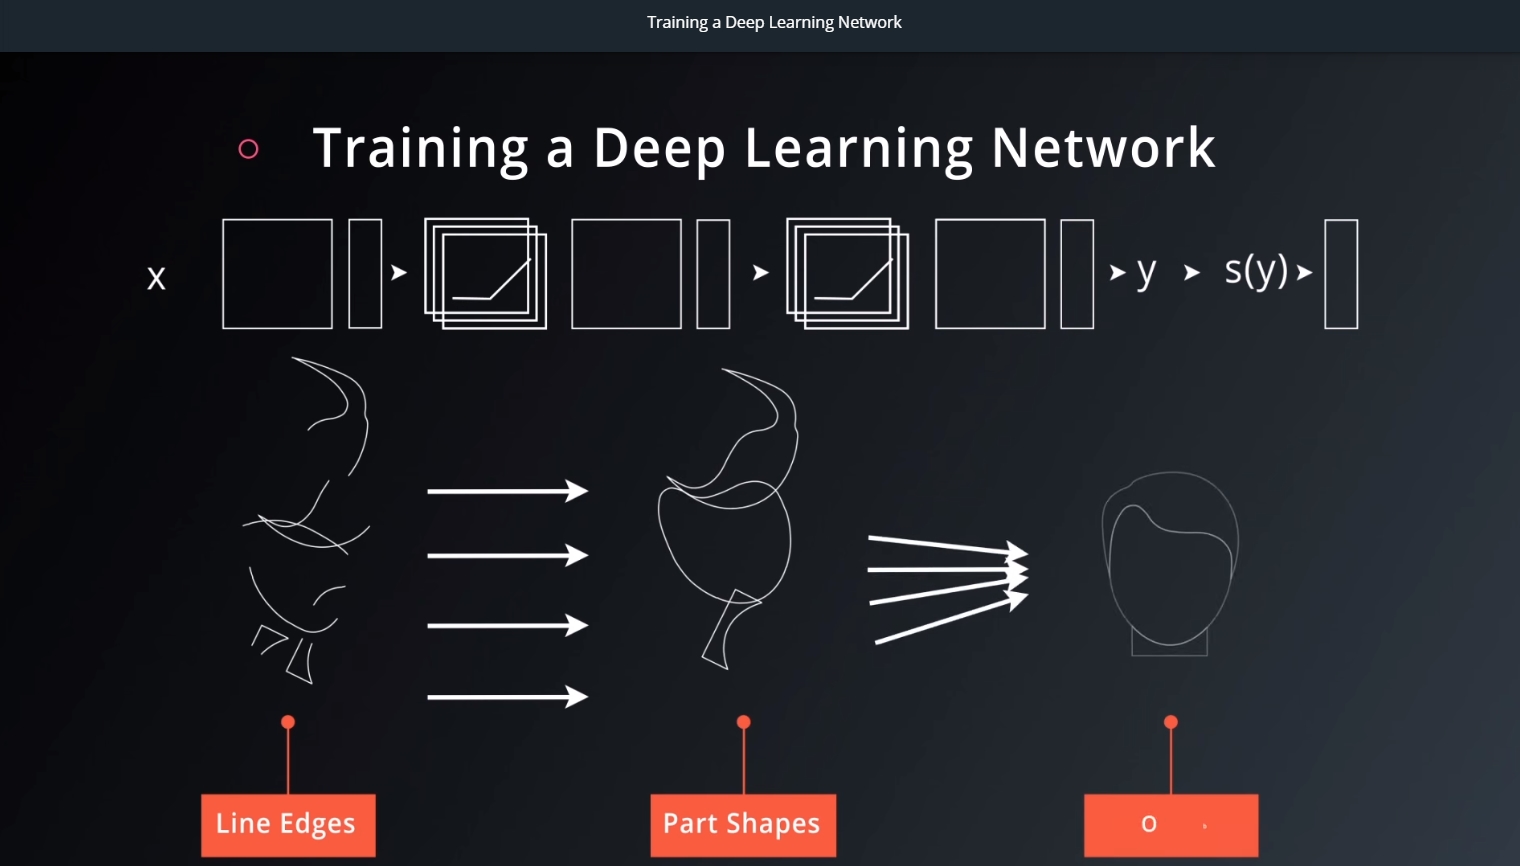 Training a Deep Learning Network
Training a Deep Learning Network
x
y
s(y)
Line Edges
Part Shapes
O